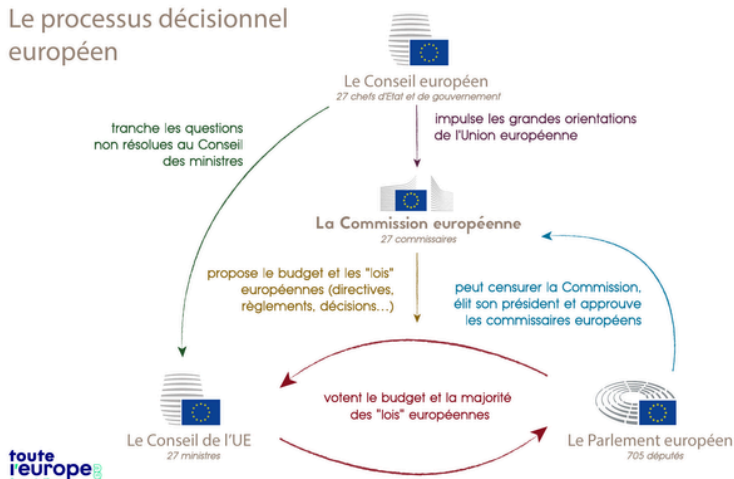 Le processus décisionnel
européen
Le Conseil européen
27 chefs d'Etat et de gouvernement
tranche les questions
non résolues au Conseil
des ministres
impulse les grandes orientations
de l'Union européenne
La Commission européenne
27 commissaires
propose le budget et les "lois"
européennes (directives,
règlements, décisions...)
peut censurer la Commission,
élit son président et approuve
les commissaires européens
votent le budget et la majorité
des "lois" européennes
Le Conseil de l'UE
27 ministres
Le Parlement européen
705 députés
toute
l'europe